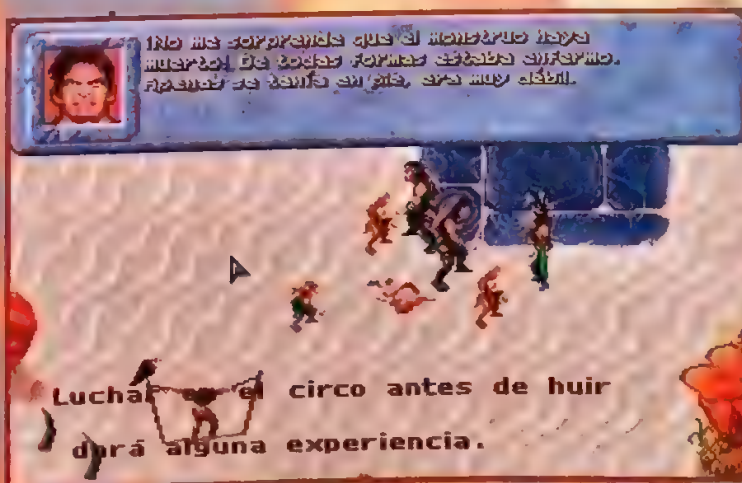 ¡No me sorprende que el monstruo haya
muerto! De todas formas estaba enfermo.
Apenas se tenía en pie, era muy débil.
Luchar en el circo antes de huir
dará alguna experiencia.